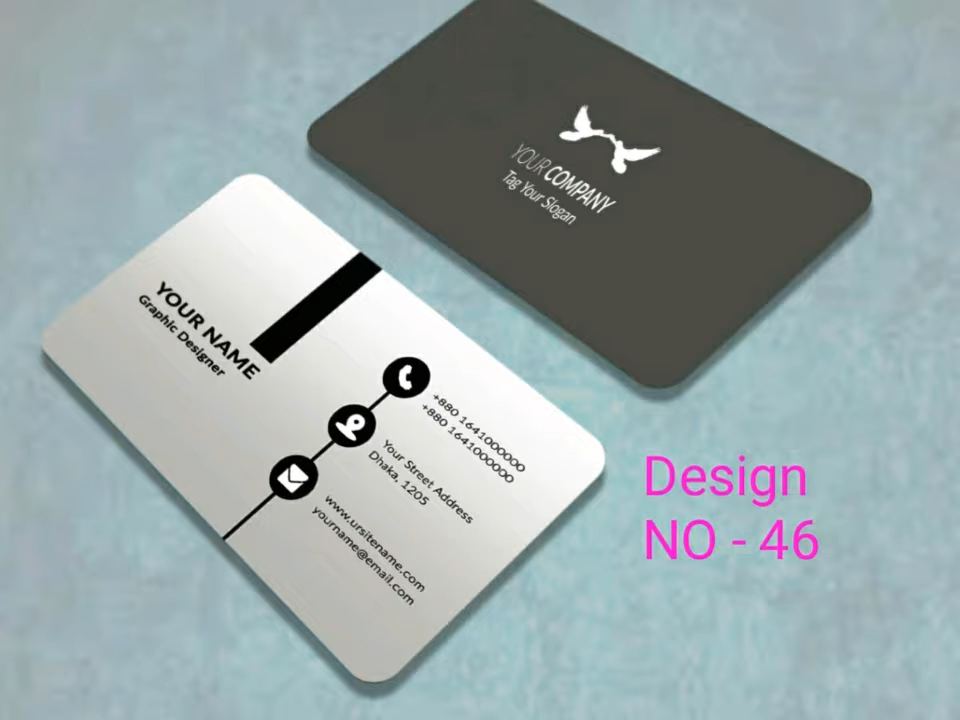 YOUR COMPANY
Tag Your Slogan
YOUR NAME
Graphic Designer
+880 1641000000
+880 1641000000
Your Street Address
Dhaka, 1205
www.ursitename.com
yourname@email.com
Design
NO - 46